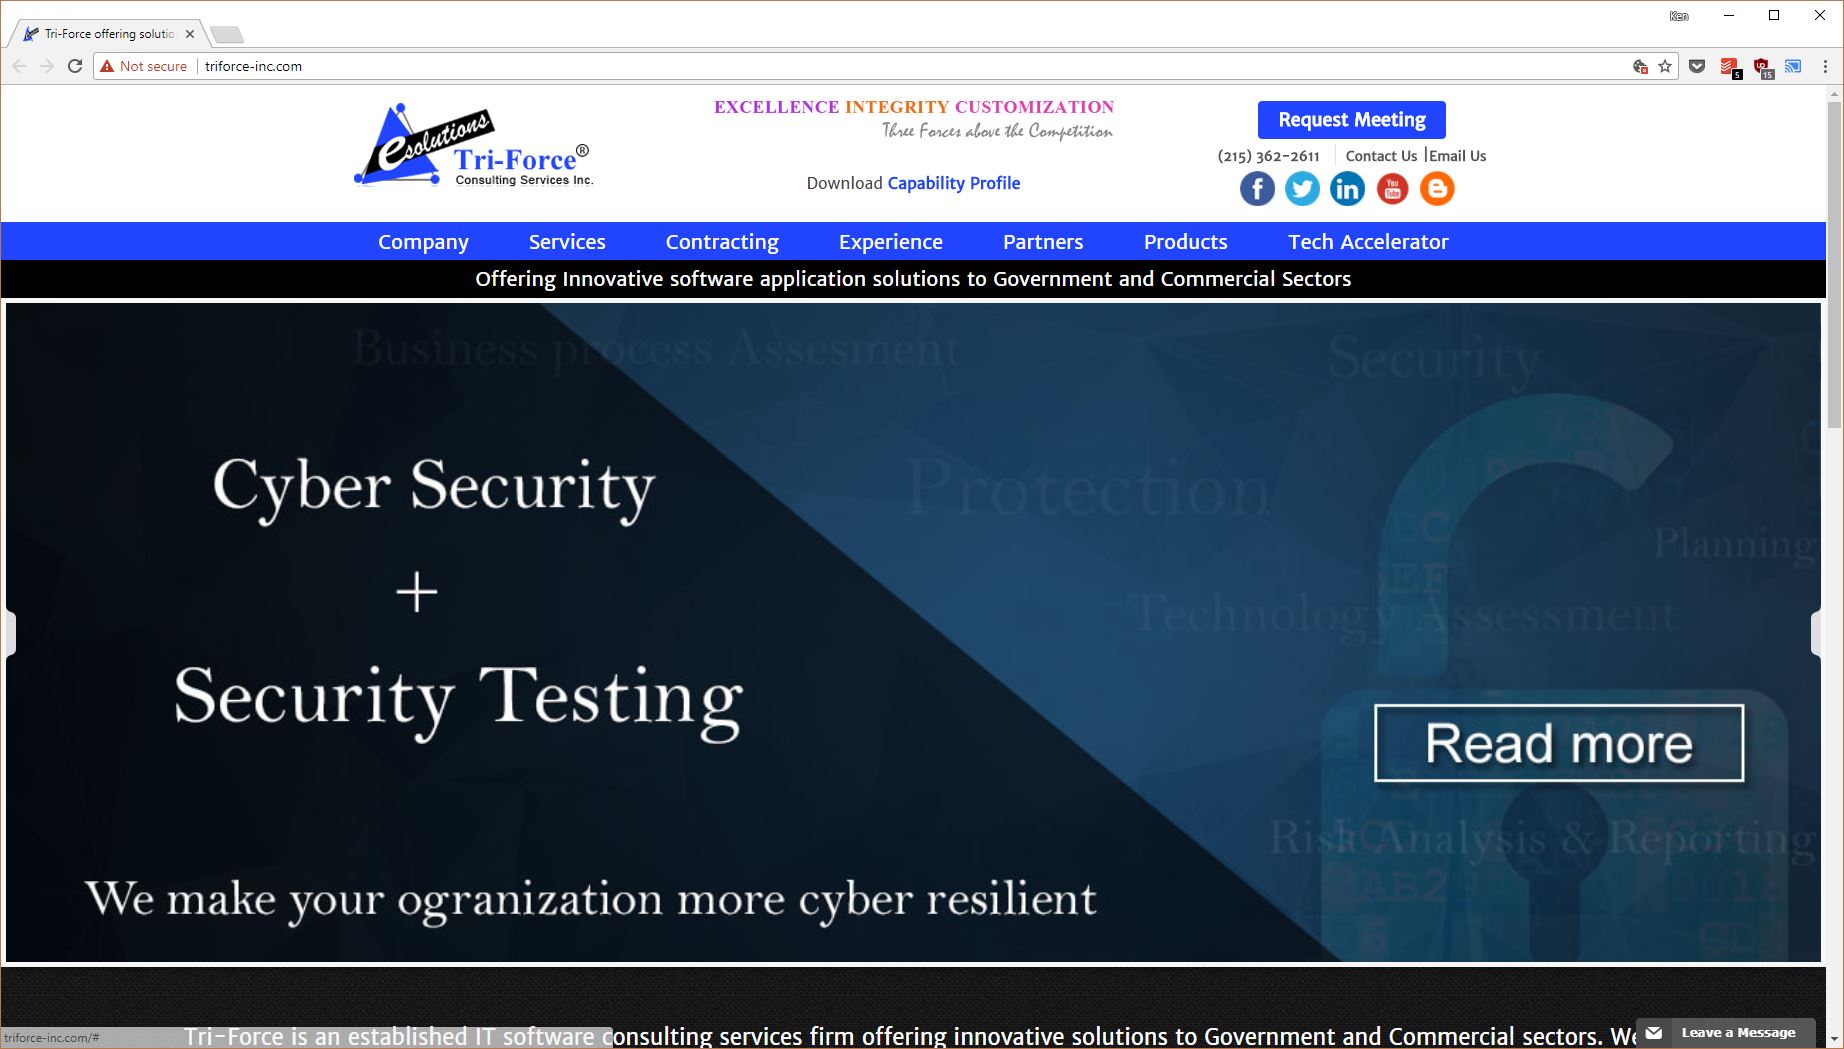 Ken
Tri-Force offering solutio
Not secure
triforce-inc.com
5
15
esolutions
Tri-Force®
Consulting Services Inc.
EXCELLENCE INTEGRITY CUSTOMIZATION
Three Forces above the Competition
Download Capability Profile
Request Meeting
(215) 362-2611 Contact Us |Email Us
You Tube
Company Services Contracting Experience Partners Products Tech Accelerator
Offering Innovative software application solutions to Government and Commercial Sectors
Business process Assesment
Security
Protection
Cyber Security
+
Planning
Technology Assessment
Security Testing
Read more
Risk Analysis & Reporting
We make your ogranization more cyber resilient
Tri-Force is an established IT software consulting services firm offering innovative solutions to Government and Commercial sectors. We
triforce-inc.com/#
Leave a Message